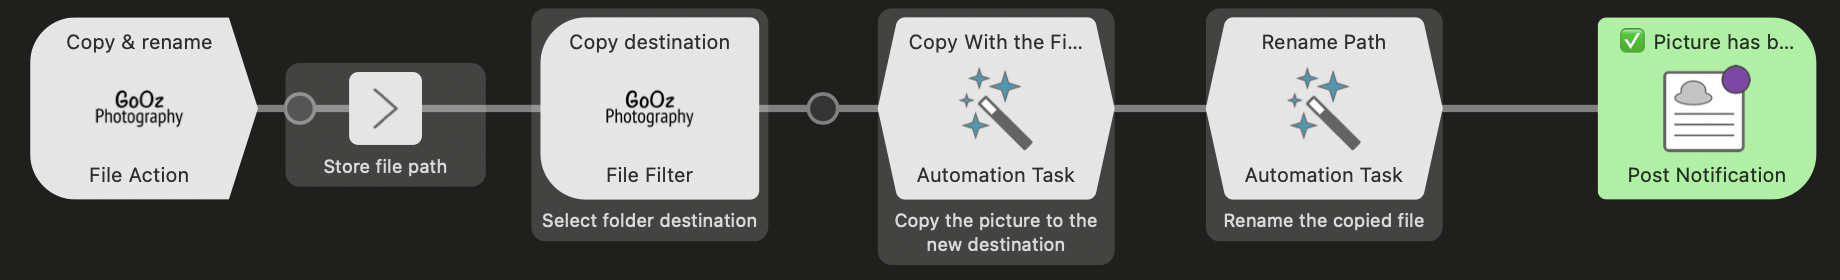 Copy & rename
GoOz
Photography
File Action
Store file path
Copy destination
GoOz
Photography
File Filter
Select folder destination
Copy With the Fi...
Automation Task
Copy the picture to the
new destination
Rename Path
Automation Task
Rename the copied file
✅ Picture has b...
Post Notification